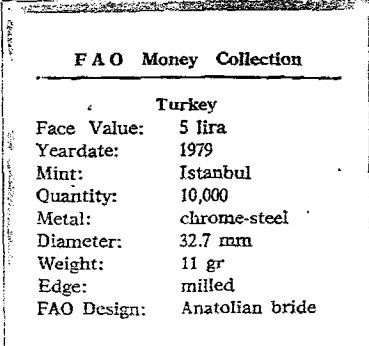 FAO Money Collection
Turkey
Face Value: 5 lira
Yeardate: 1979
Mint: Istanbul
Quantity: 10,000
Metal: chrome-steel
Diameter: 32.7 mm
Weight: 11 gr
Edge: milled
FAO Design: Anatolian bride